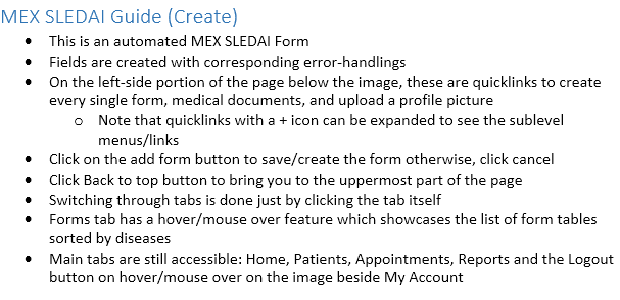 MEX SLEDAI Guide (Create)
• This is an automated MEX SLEDAI Form
• Fields are created with corresponding error-handlings
• On the left-side portion of the page below the image, these are quicklinks to create
every single form, medical documents, and upload a profile picture
o Note that quicklinks with a + icon can be expanded to see the sublevel
menus/links
• Click on the add form button to save/create the form otherwise, click cancel
• Click Back to top button to bring you to the uppermost part of the page
• Switching through tabs is done just by clicking the tab itself
• Forms tab has a hover/mouse over feature which showcases the list of form tables
sorted by diseases
• Main tabs are still accessible: Home, Patients, Appointments, Reports and the Logout
button on hover/mouse over on the image beside My Account